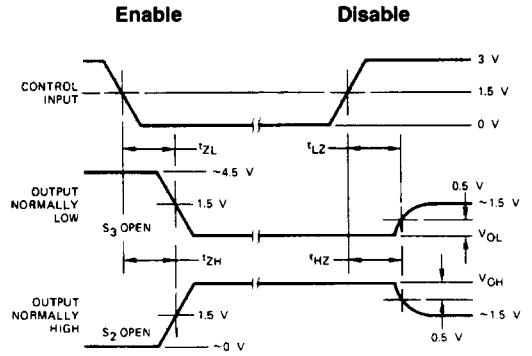 Enable Disable
CONTROL
INPUT
3 V
1.5 V
0 V
tZL
tLZ
OUTPUT
NORMALLY
LOW
~4.5 V
1.5 V
S3 OPEN
0.5 V
~1.5 V
VOL
tZH
tHZ
OUTPUT
NORMALLY
HIGH
S2 OPEN
1.5 V
~0 V
VOH
~1.5 V
0.5 V